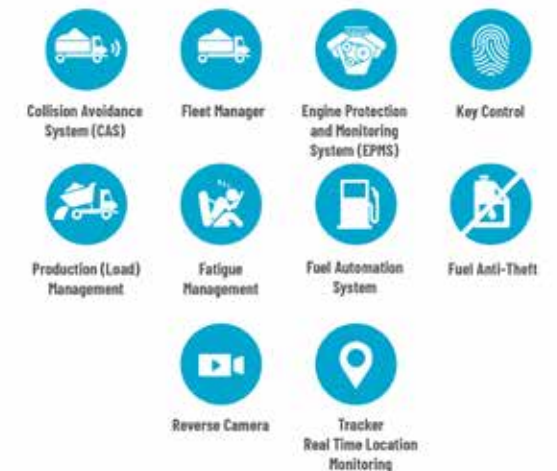 Collision Avoidance
System (CAS)
Fleet Manager
Engine Protection
and Monitoring
System (EPMS)
Key Control
Production (Load)
Management
Fatigue
Management
Fuel Automation
System
Fuel Anti-Theft
Reverse Camera
Tracker
Real Time Location
Monitoring